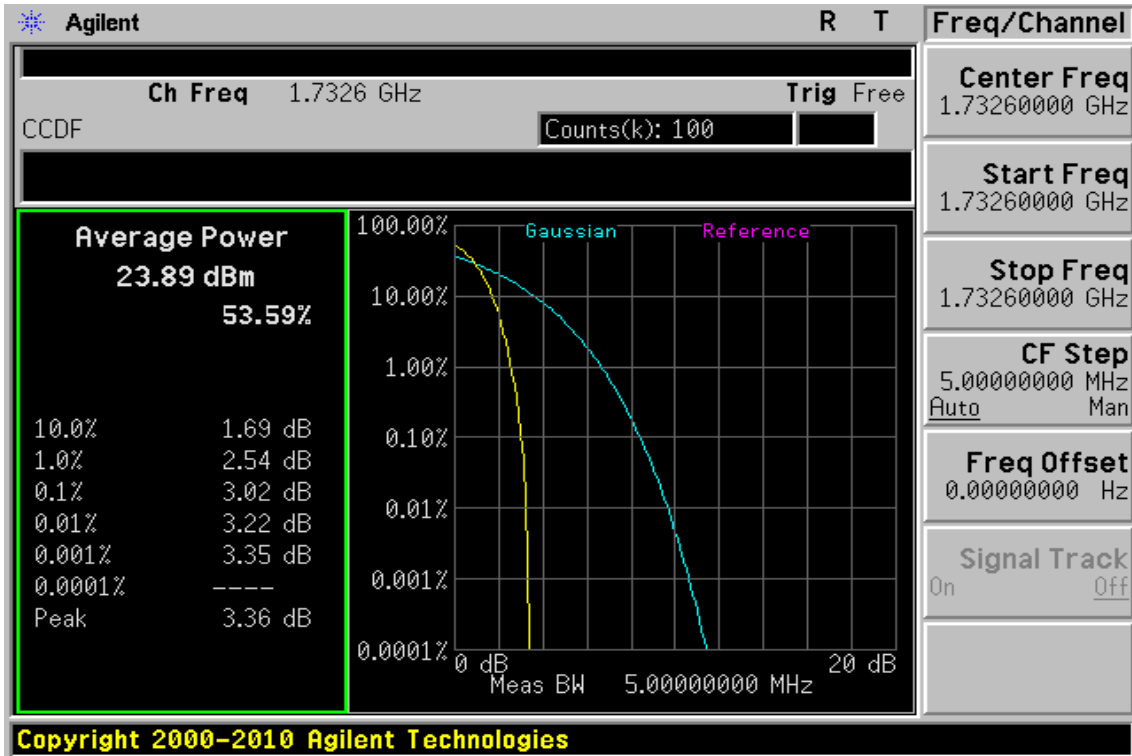 Agilent R T
Ch Freq 1.7326 GHz Trig Free
CCDF Counts(k): 100
Average Power
23.89 dBm
53.59%
10.0% 1.69 dB
1.0% 2.54 dB
0.1% 3.02 dB
0.01% 3.22 dB
0.001% 3.35 dB
0.0001% ----
Peak 3.36 dB
Gaussian Reference
100.00%
10.00%
1.00%
0.10%
0.01%
0.001%
0.0001%
0 dB 20 dB
Meas BW 5.00000000 MHz
Freq/Channel
Center Freq
1.73260000 GHz
Start Freq
1.73260000 GHz
Stop Freq
1.73260000 GHz
CF Step
5.00000000 MHz
Auto Man
Freq Offset
0.00000000 Hz
Signal Track
On Off
Copyright 2000-2010 Agilent Technologies